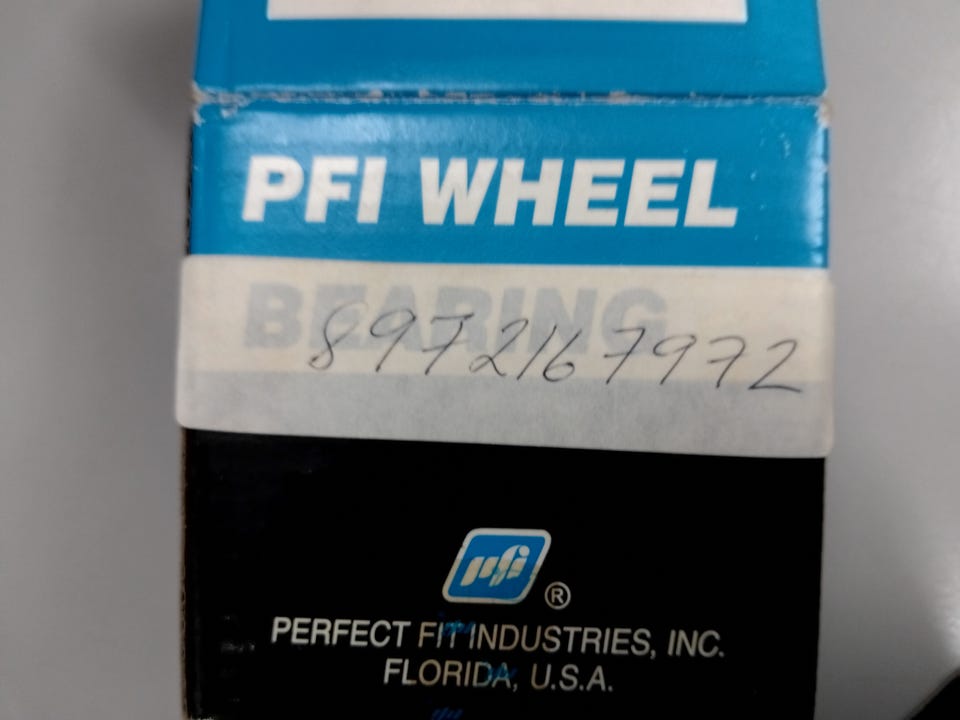 PFI WHEEL
BEARING
8972167972
pfi ®
PERFECT FIT INDUSTRIES, INC.
FLORIDA, U.S.A.